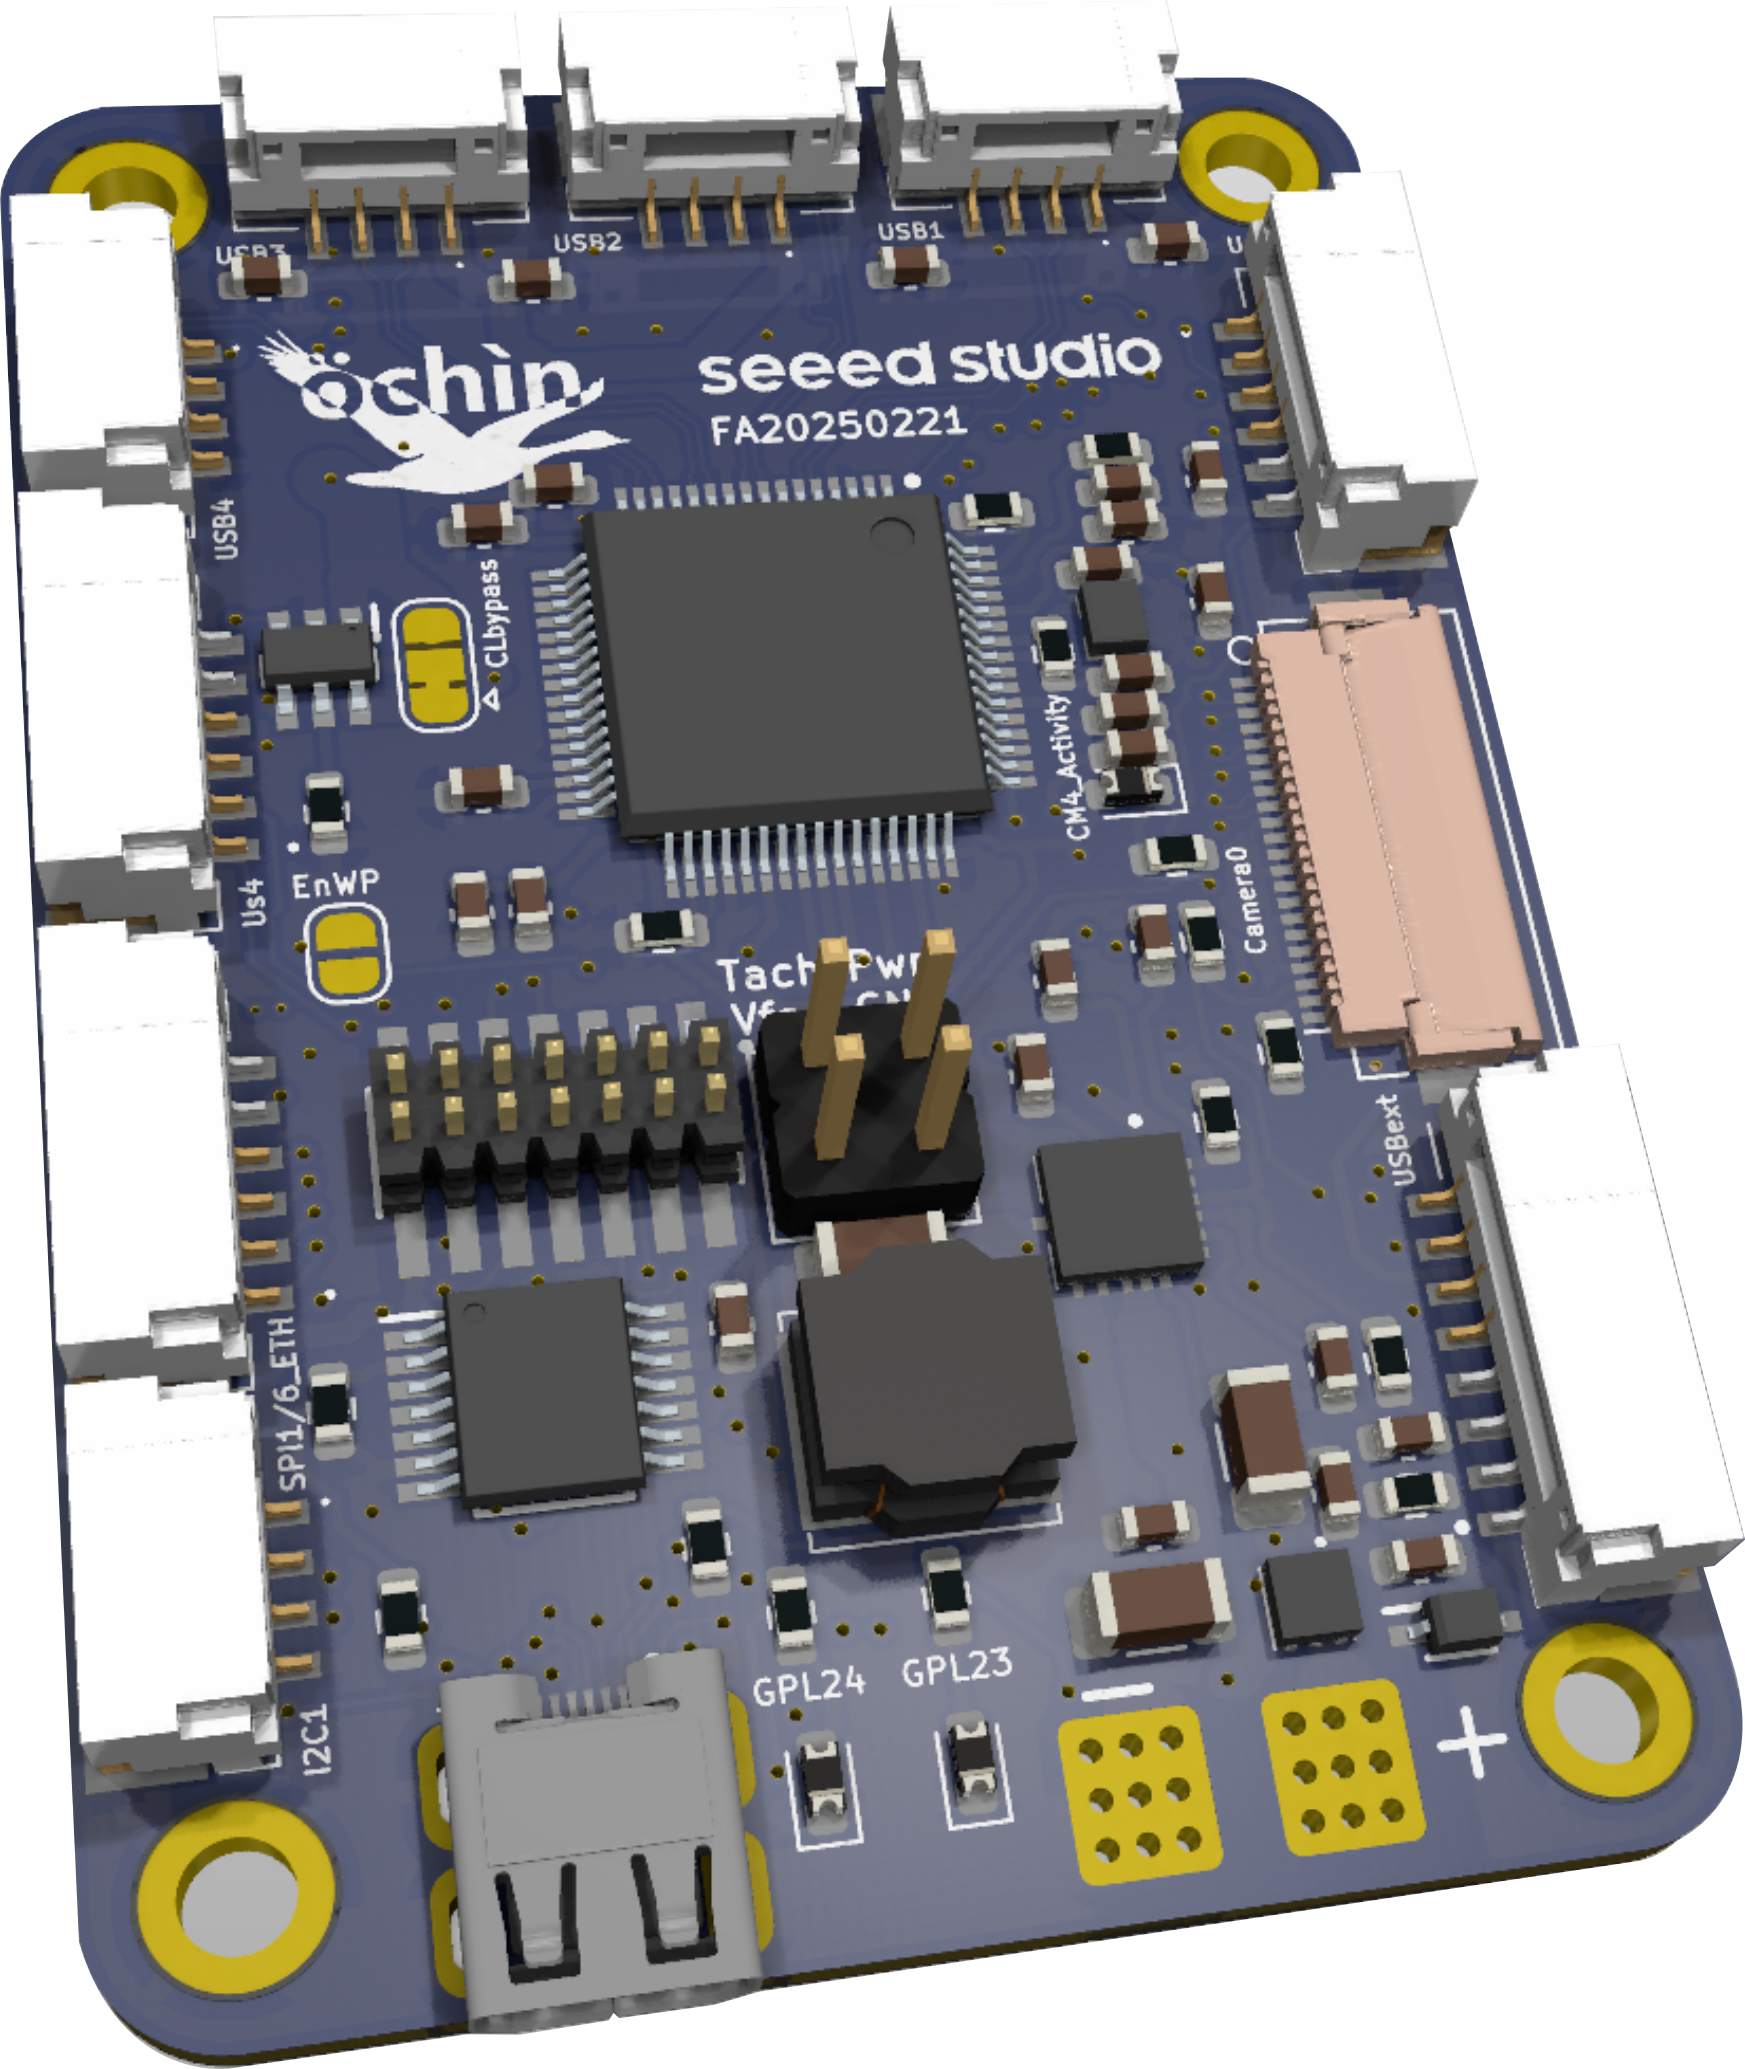 USB3
USB2
USB1
U
öchìn
seeed studio
FA20250221
USB4
CLbypass
CM4_Activity
Camera0
Us4
EnWp
Tach Pwr
USBext
SPI1/6_ETH
I2C1
GPL24
GPL23
+